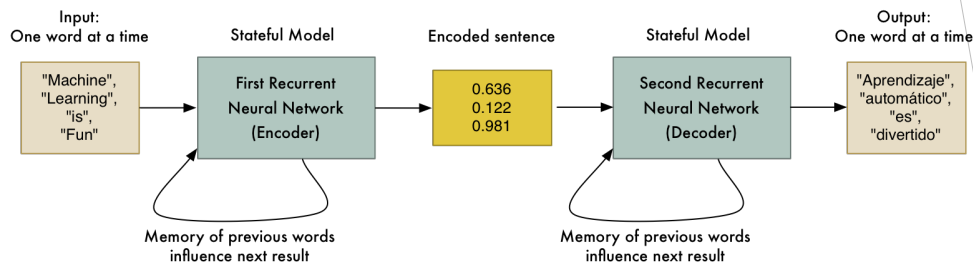 Input:
One word at a time
"Machine",
"Learning",
"is",
"Fun"
Stateful Model
First Recurrent
Neural Network
(Encoder)
Memory of previous words
influence next result
Encoded sentence
0.636
0.122
0.981
Stateful Model
Second Recurrent
Neural Network
(Decoder)
Memory of previous words
influence next result
Output:
One word at a time
"Aprendizaje",
"automático",
"es",
"divertido"